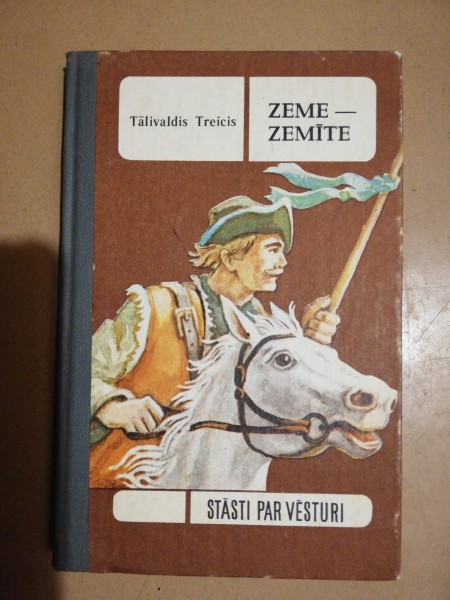 Tālivaldis Treicis
ZEME —
ZEMĪTE
STĀSTI PAR VĒSTURI